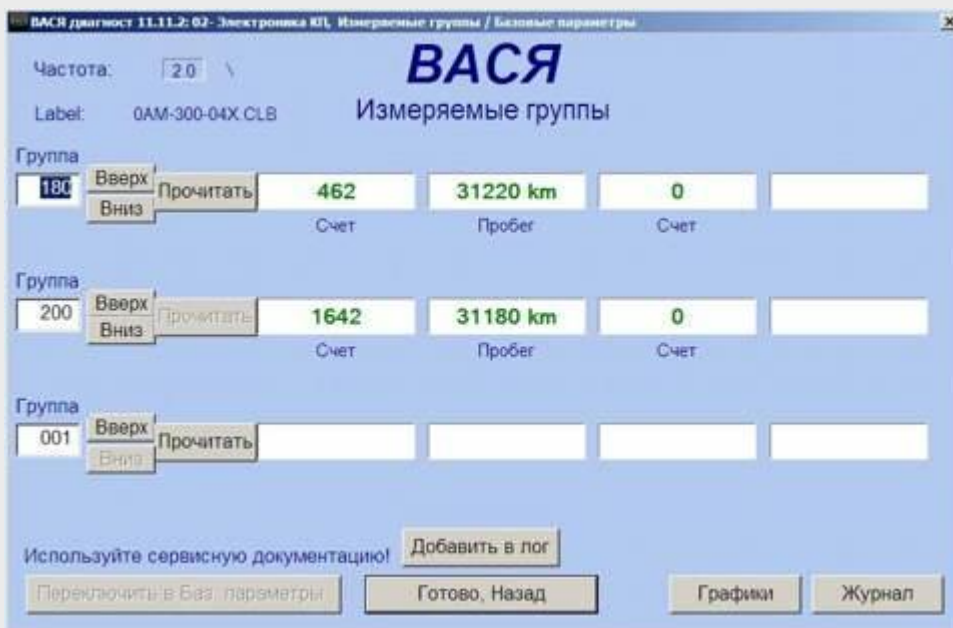 ВАСЯ диагност 11.11.2: 02- Электроника КП, Измеряемые группы / Базовые параметры
ВАСЯ
Частота: 2.0 \
Измеряемые группы
Label: 0AM-300-04X.CLB
Группа
180 Вверх Вниз Прочитать 462 31220 km 0
Счет Пробег Счет
Группа
200 Вверх Вниз Прочитать 1642 31180 km 0
Счет Пробег Счет
Группа
001 Вверх Вниз Прочитать
Используйте сервисную документацию! Добавить в лог
Переключить в Баз. параметры Готово, Назад Графики Журнал